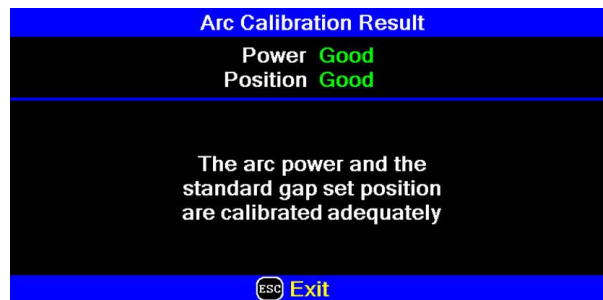 Arc Calibration Result
Power Good
Position Good
The arc power and the
standard gap set position
are calibrated adequately
ESC Exit